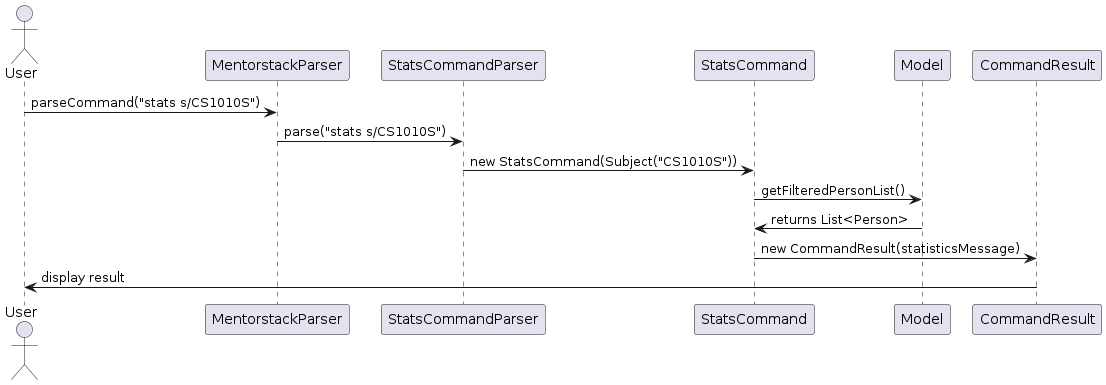 User
MentorstackParser
StatsCommandParser
StatsCommand
Model
CommandResult
parseCommand("stats s/CS1010S")
parse("stats s/CS1010S")
new StatsCommand(Subject("CS1010S"))
getFilteredPersonList()
returns List<Person>
new CommandResult(statisticsMessage)
display result
User
MentorstackParser
StatsCommandParser
StatsCommand
Model
CommandResult